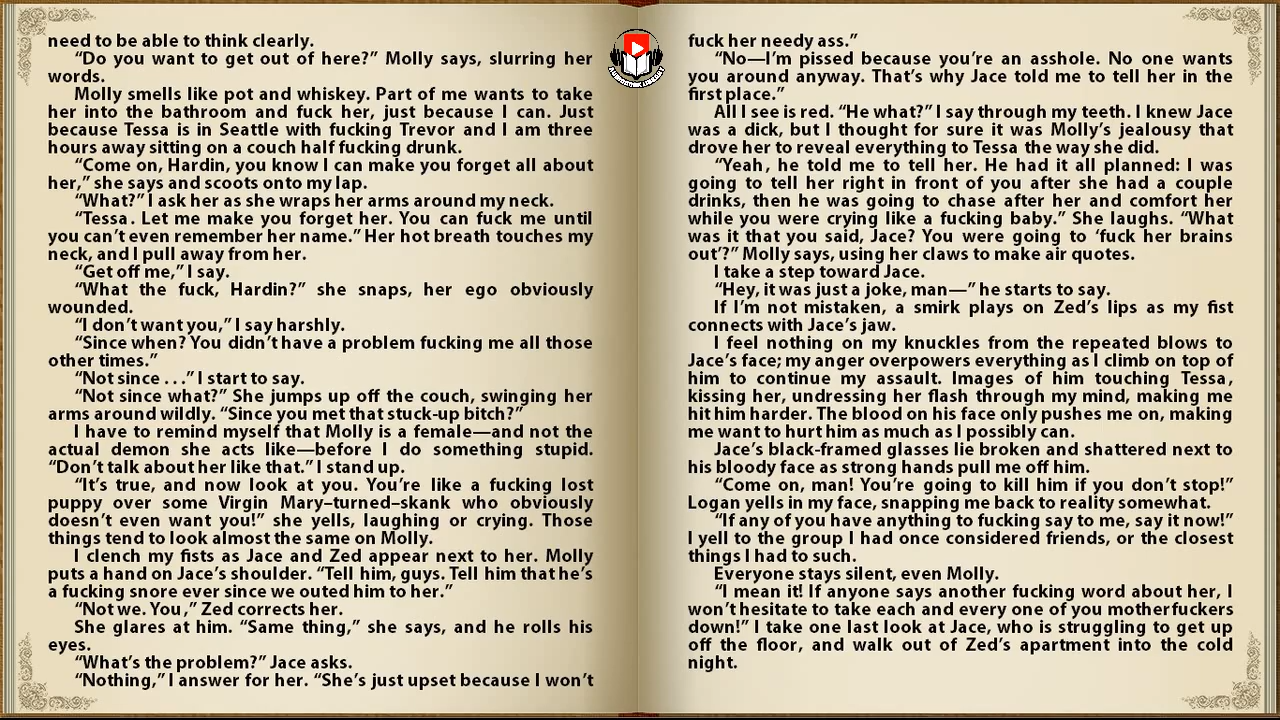 need to be able to think clearly.
“Do you want to get out of here?” Molly says, slurring her
words.
Molly smells like pot and whiskey. Part of me wants to take
her into the bathroom and fuck her, just because I can. Just
because Tessa is in Seattle with fucking Trevor and I am three
hours away sitting on a couch half fucking drunk.
“Come on, Hardin, you know I can make you forget all about
her,” she says and scoots onto my lap.
“What?” I ask her as she wraps her arms around my neck.
“Tessa. Let me make you forget her. You can fuck me until
you can’t even remember her name.” Her hot breath touches my
neck, and I pull away from her.
“Get off me,” I say.
“What the fuck, Hardin?” she snaps, her ego obviously
wounded.
“I don’t want you,” I say harshly.
“Since when? You didn’t have a problem fucking me all those
other times.”
“Not since . . .” I start to say.
“Not since what?” She jumps up off the couch, swinging her
arms around wildly. “Since you met that stuck-up bitch?”
I have to remind myself that Molly is a female—and not the
actual demon she acts like—before I do something stupid.
“Don’t talk about her like that.” I stand up.
“It’s true, and now look at you. You’re like a fucking lost
puppy over some Virgin Mary–turned–skank who obviously
doesn’t even want you!” she yells, laughing or crying. Those
things tend to look almost the same on Molly.
I clench my fists as Jace and Zed appear next to her. Molly
puts a hand on Jace’s shoulder. “Tell him, guys. Tell him that he’s
a fucking snore ever since we outed him to her.”
“Not we. You,” Zed corrects her.
She glares at him. “Same thing,” she says, and he rolls his
eyes.
“What’s the problem?” Jace asks.
“Nothing,” I answer for her. “She’s just upset because I won’t
fuck her needy ass.”
“No—I’m pissed because you’re an asshole. No one wants
you around anyway. That’s why Jace told me to tell her in the
first place.”
All I see is red. “He what?” I say through my teeth. I knew Jace
was a dick, but I thought for sure it was Molly’s jealousy that
drove her to reveal everything to Tessa the way she did.
“Yeah, he told me to tell her. He had it all planned: I was
going to tell her right in front of you after she had a couple
drinks, then he was going to chase after her and comfort her
while you were crying like a fucking baby.” She laughs. “What
was it that you said, Jace? You were going to ‘fuck her brains
out’?” Molly says, using her claws to make air quotes.
I take a step toward Jace.
“Hey, it was just a joke, man—” he starts to say.
If I’m not mistaken, a smirk plays on Zed’s lips as my fist
connects with Jace’s jaw.
I feel nothing on my knuckles from the repeated blows to
Jace’s face; my anger overpowers everything as I climb on top of
him to continue my assault. Images of him touching Tessa,
kissing her, undressing her flash through my mind, making me
hit him harder. The blood on his face only pushes me on, making
me want to hurt him as much as I possibly can.
Jace’s black-framed glasses lie broken and shattered next to
his bloody face as strong hands pull me off him.
“Come on, man! You’re going to kill him if you don’t stop!”
Logan yells in my face, snapping me back to reality somewhat.
“If any of you have anything to fucking say to me, say it now!”
I yell to the group I had once considered friends, or the closest
things I had to such.
Everyone stays silent, even Molly.
“I mean it! If anyone says another fucking word about her, I
won’t hesitate to take each and every one of you motherfuckers
down!” I take one last look at Jace, who is struggling to get up
off the floor, and walk out of Zed’s apartment into the cold
night.